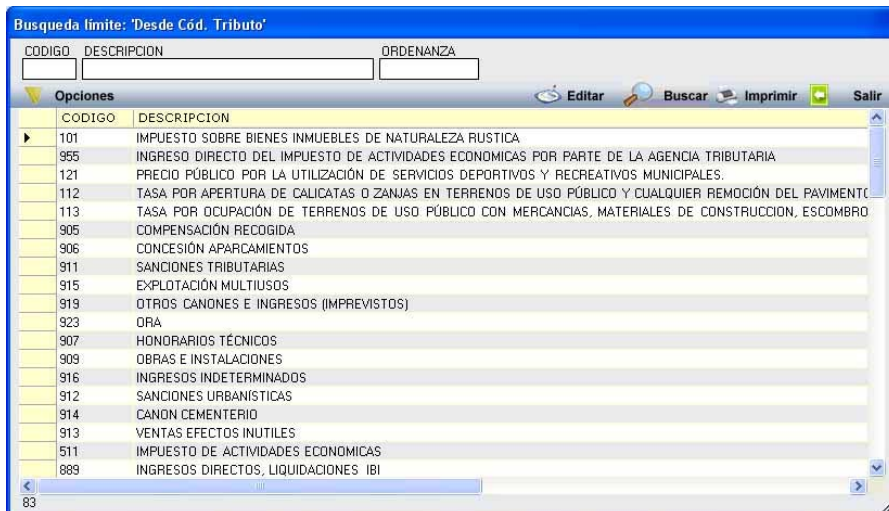 Busqueda límite: 'Desde Cód. Tributo'
CODIGO DESCRIPCION ORDENANZA
Opciones Editar Buscar Imprimir Salir
CODIGO DESCRIPCION
101 IMPUESTO SOBRE BIENES INMUEBLES DE NATURALEZA RUSTICA
955 INGRESO DIRECTO DEL IMPUESTO DE ACTIVIDADES ECONOMICAS POR PARTE DE LA AGENCIA TRIBUTARIA
121 PRECIO PÚBLICO POR LA UTILIZACIÓN DE SERVICIOS DEPORTIVOS Y RECREATIVOS MUNICIPALES.
112 TASA POR APERTURA DE CALICATAS O ZANJAS EN TERRENOS DE USO PÚBLICO Y CUALQUIER REMOCIÓN DEL PAVIMENTO
113 TASA POR OCUPACIÓN DE TERRENOS DE USO PÚBLICO CON MERCANCIAS, MATERIALES DE CONSTRUCCION, ESCOMBRO
905 COMPENSACIÓN RECOGIDA
906 CONCESIÓN APARCAMIENTOS
911 SANCIONES TRIBUTARIAS
915 EXPLOTACIÓN MULTIUSOS
919 OTROS CANONES E INGRESOS (IMPREVISTOS)
923 ORA
907 HONORARIOS TÉCNICOS
909 OBRAS E INSTALACIONES
916 INGRESOS INDETERMINADOS
912 SANCIONES URBANÍSTICAS
914 CANON CEMENTERIO
913 VENTAS EFECTOS INUTILES
511 IMPUESTO DE ACTIVIDADES ECONOMICAS
889 INGRESOS DIRECTOS, LIQUIDACIONES IBI
83